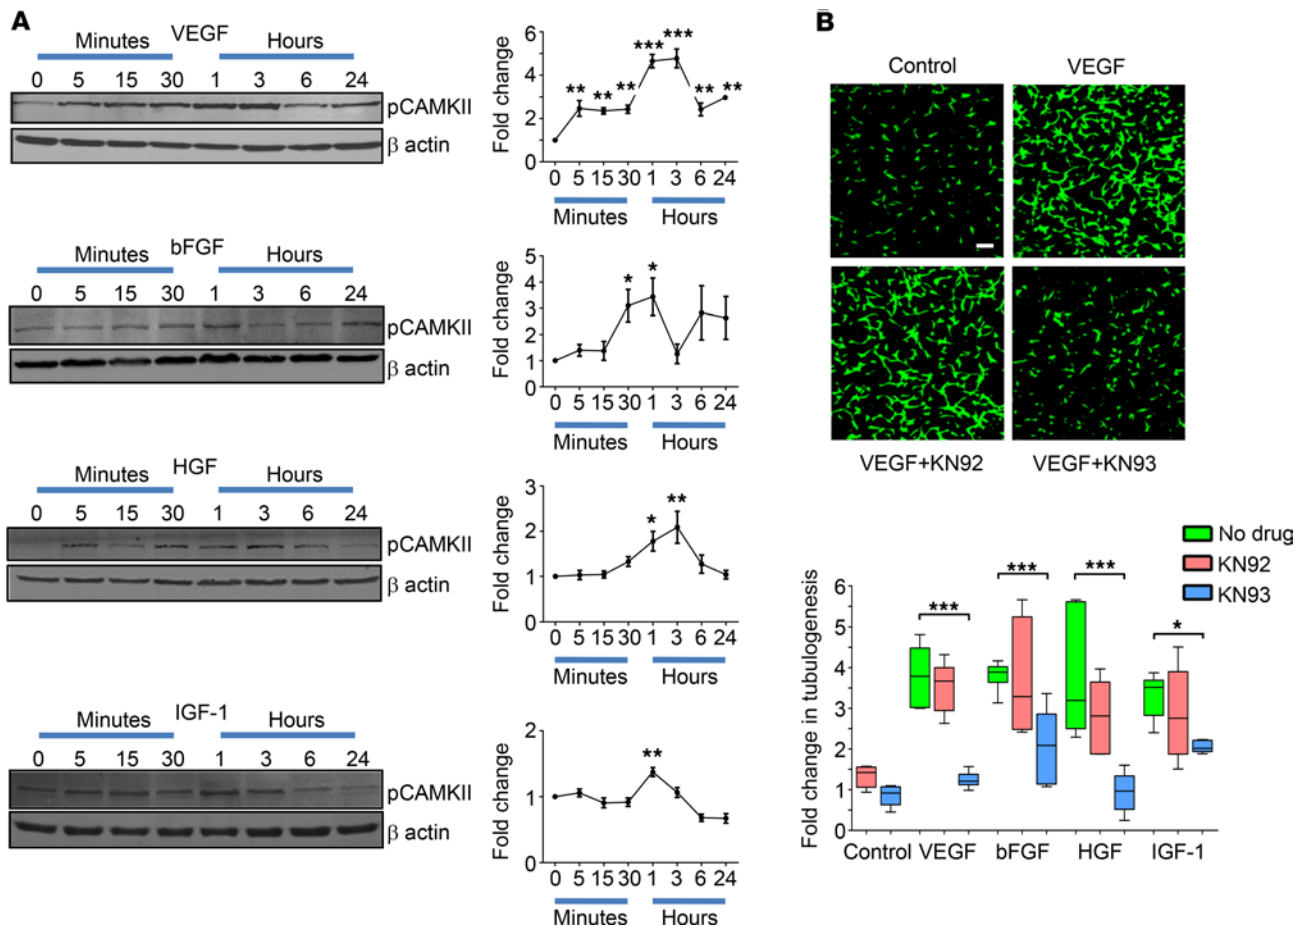 A
VEGF
Minutes Hours
0 5 15 30 1 3 6 24
pCAMKII
β actin
Fold change
6
4
2
0
** ** ** *** *** ** **
0 5 15 30 1 3 6 24
Minutes Hours
bFGF
Minutes Hours
0 5 15 30 1 3 6 24
pCAMKII
β actin
Fold change
5
4
3
2
1
0
* *
0 5 15 30 1 3 6 24
Minutes Hours
HGF
Minutes Hours
0 5 15 30 1 3 6 24
pCAMKII
β actin
Fold change
3
2
1
0
* **
0 5 15 30 1 3 6 24
Minutes Hours
IGF-1
Minutes Hours
0 5 15 30 1 3 6 24
pCAMKII
β actin
Fold change
2
1
0
**
0 5 15 30 1 3 6 24
Minutes Hours
B
Control VEGF
VEGF+KN92 VEGF+KN93
No drug
KN92
KN93
Fold change in tubulogenesis
6
5
4
3
2
1
0
*** *** *** *
Control VEGF bFGF HGF IGF-1